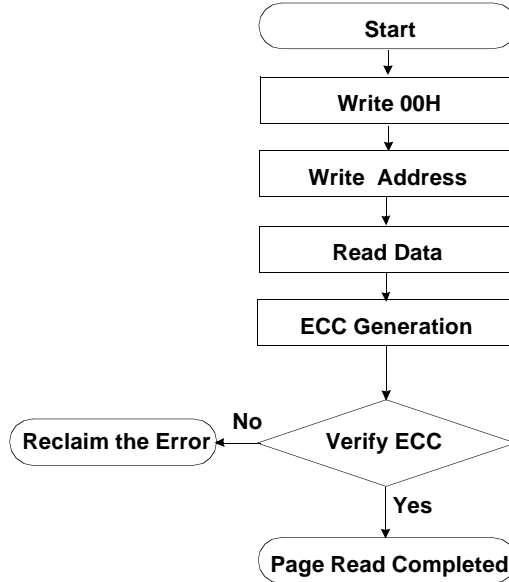 Start
Write 00H
Write Address
Read Data
ECC Generation
No
Reclaim the Error
Verify ECC
Yes
Page Read Completed